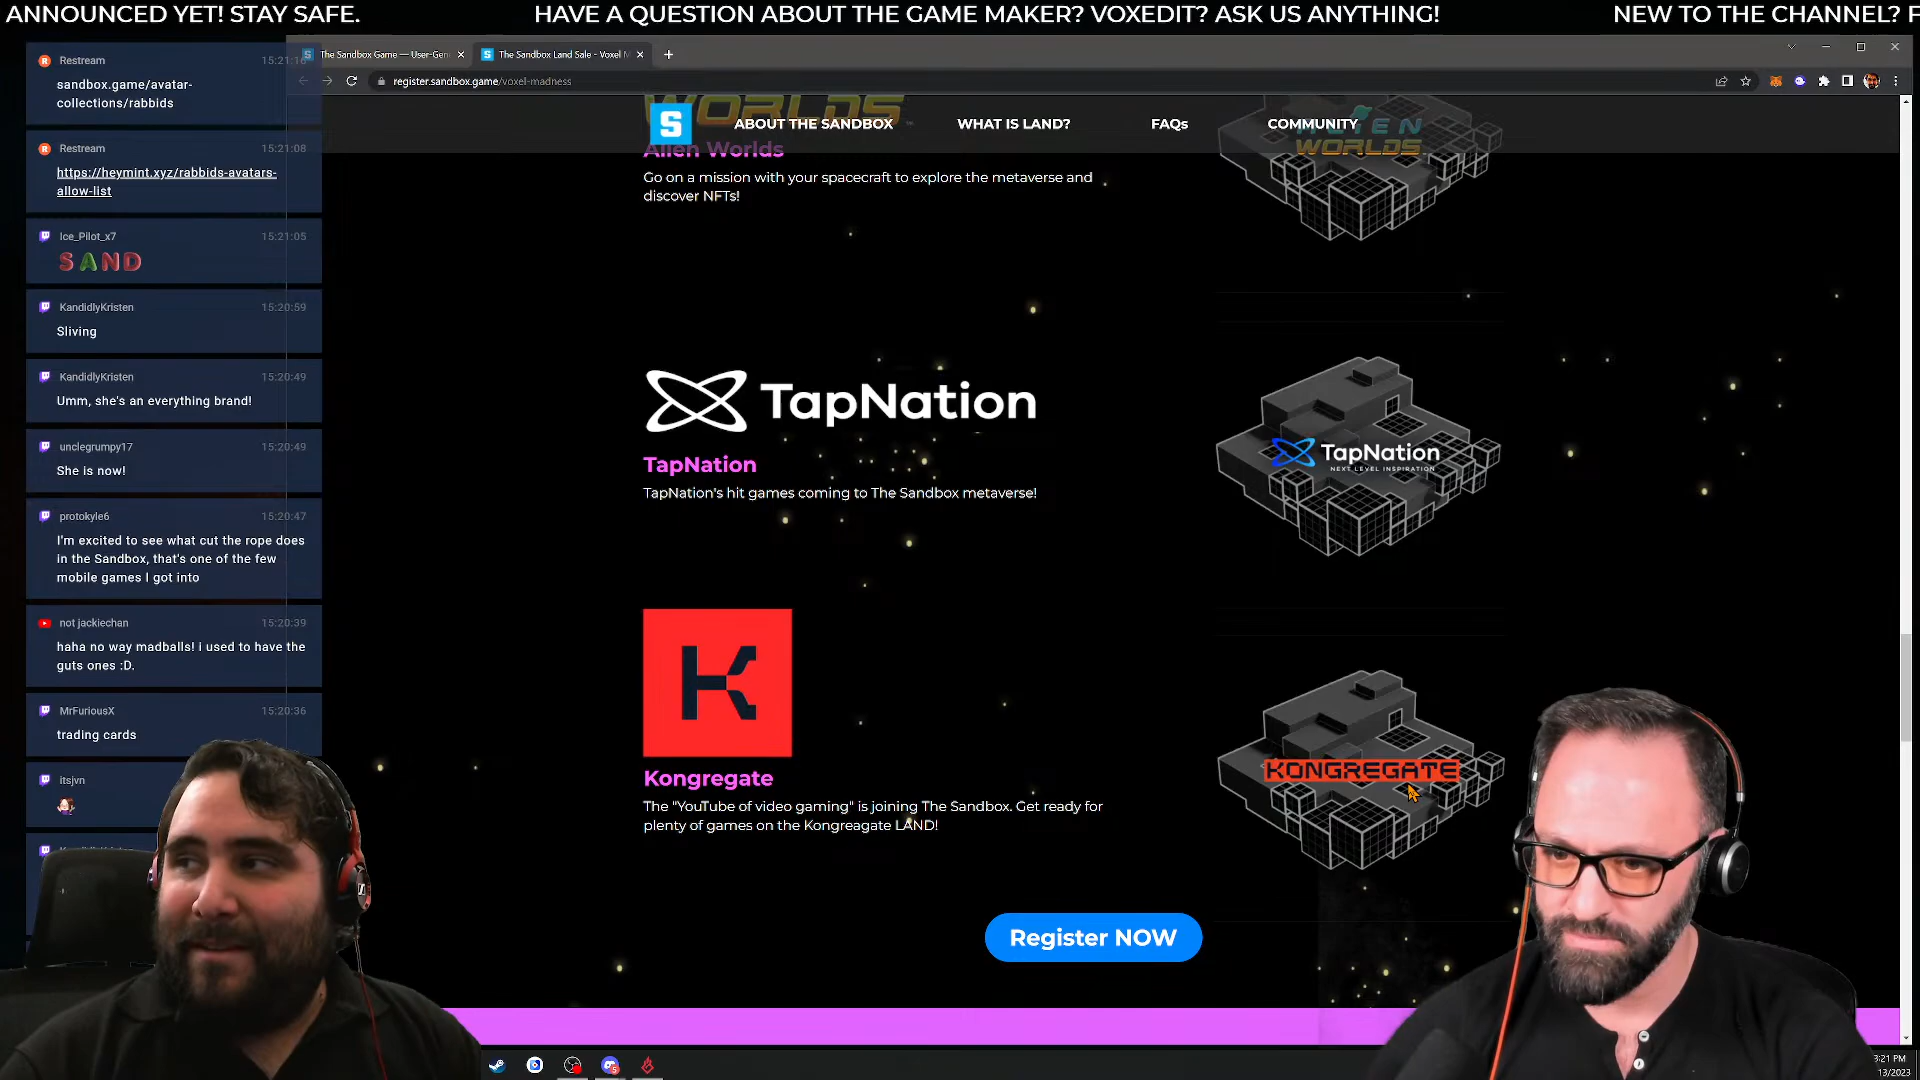 ANNOUNCED YET! STAY SAFE. HAVE A QUESTION ABOUT THE GAME MAKER? VOXEDIT? ASK US ANYTHING! NEW TO THE CHANNEL? F
Restream 15:21:16
sandbox.game/avatar-
collections/rabbids
Restream 15:21:08
https://heymint.xyz/rabbids-avatars-
allow-list
Ice_Pilot_x7 15:21:05
SAND
KandidlyKristen 15:20:59
Sliving
KandidlyKristen 15:20:49
Umm, she's an everything brand!
unclegrumpy17 15:20:49
She is now!
protokyle6 15:20:47
I'm excited to see what cut the rope does
in the Sandbox, that's one of the few
mobile games I got into
not jackiechan 15:20:39
haha no way madballs! i used to have the
guts ones :D.
MrFuriousX 15:20:36
trading cards
itsjvn
The Sandbox Game — User-Gen
The Sandbox Land Sale - Voxel M
register.sandbox.game/voxel-madness
WORLDS
S ABOUT THE SANDBOX WHAT IS LAND? FAQs COMMUNITY
Alien Worlds
Go on a mission with your spacecraft to explore the metaverse and
discover NFTs!
ALIEN
WORLDS
TapNation
TapNation
TapNation's hit games coming to The Sandbox metaverse!
TapNation
NEXT LEVEL INSPIRATION
K
Kongregate
The "YouTube of video gaming" is joining The Sandbox. Get ready for
plenty of games on the Kongreagate LAND!
KONGREGATE
Register NOW
3:21 PM
13/2023